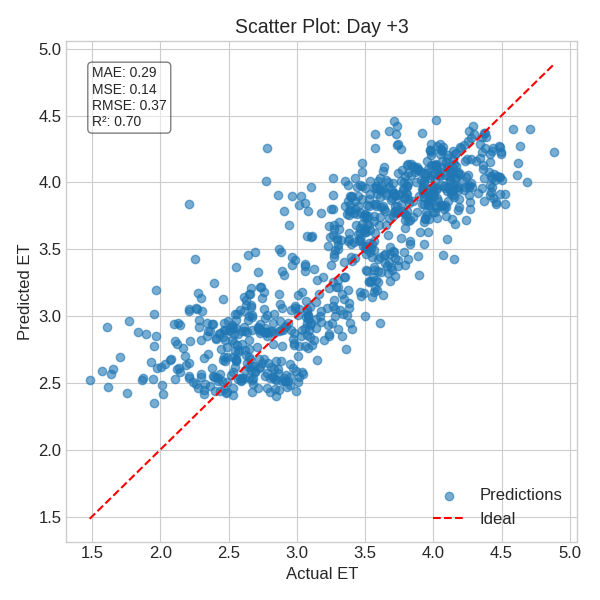 Scatter Plot: Day +3
MAE: 0.29
MSE: 0.14
RMSE: 0.37
R²: 0.70
5.0
4.5
4.0
3.5
3.0
2.5
2.0
1.5
Predicted ET
Predictions
Ideal
1.5 2.0 2.5 3.0 3.5 4.0 4.5 5.0
Actual ET